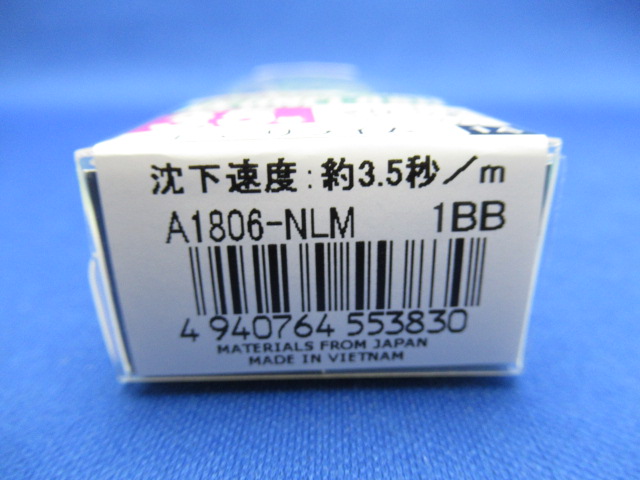 沈下速度:約3.5秒/m
A1806-NLM 1BB
4 940764 553830
MATERIALS FROM JAPAN
MADE IN VIETNAM